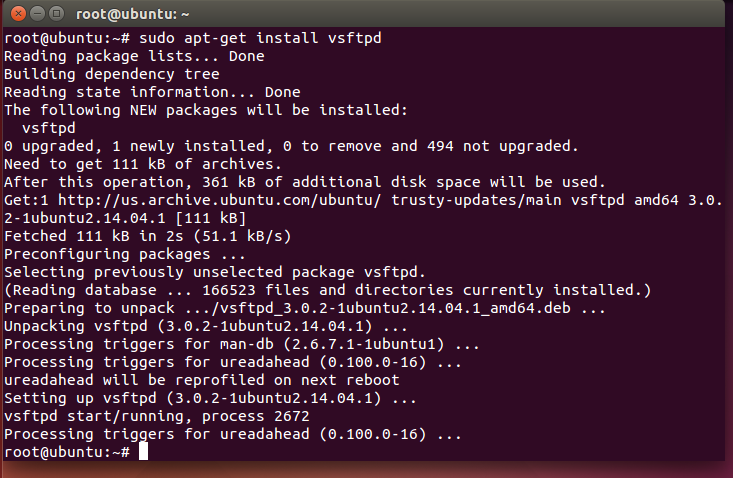 root@ubuntu: ~
root@ubuntu:~# sudo apt-get install vsftpd
Reading package lists... Done
Building dependency tree
Reading state information... Done
The following NEW packages will be installed:
  vsftpd
0 upgraded, 1 newly installed, 0 to remove and 494 not upgraded.
Need to get 111 kB of archives.
After this operation, 361 kB of additional disk space will be used.
Get:1 http://us.archive.ubuntu.com/ubuntu/ trusty-updates/main vsftpd amd64 3.0.
2-1ubuntu2.14.04.1 [111 kB]
Fetched 111 kB in 2s (51.1 kB/s)
Preconfiguring packages ...
Selecting previously unselected package vsftpd.
(Reading database ... 166523 files and directories currently installed.)
Preparing to unpack .../vsftpd_3.0.2-1ubuntu2.14.04.1_amd64.deb ...
Unpacking vsftpd (3.0.2-1ubuntu2.14.04.1) ...
Processing triggers for man-db (2.6.7.1-1ubuntu1) ...
Processing triggers for ureadahead (0.100.0-16) ...
ureadahead will be reprofiled on next reboot
Setting up vsftpd (3.0.2-1ubuntu2.14.04.1) ...
vsftpd start/running, process 2672
Processing triggers for ureadahead (0.100.0-16) ...
root@ubuntu:~#